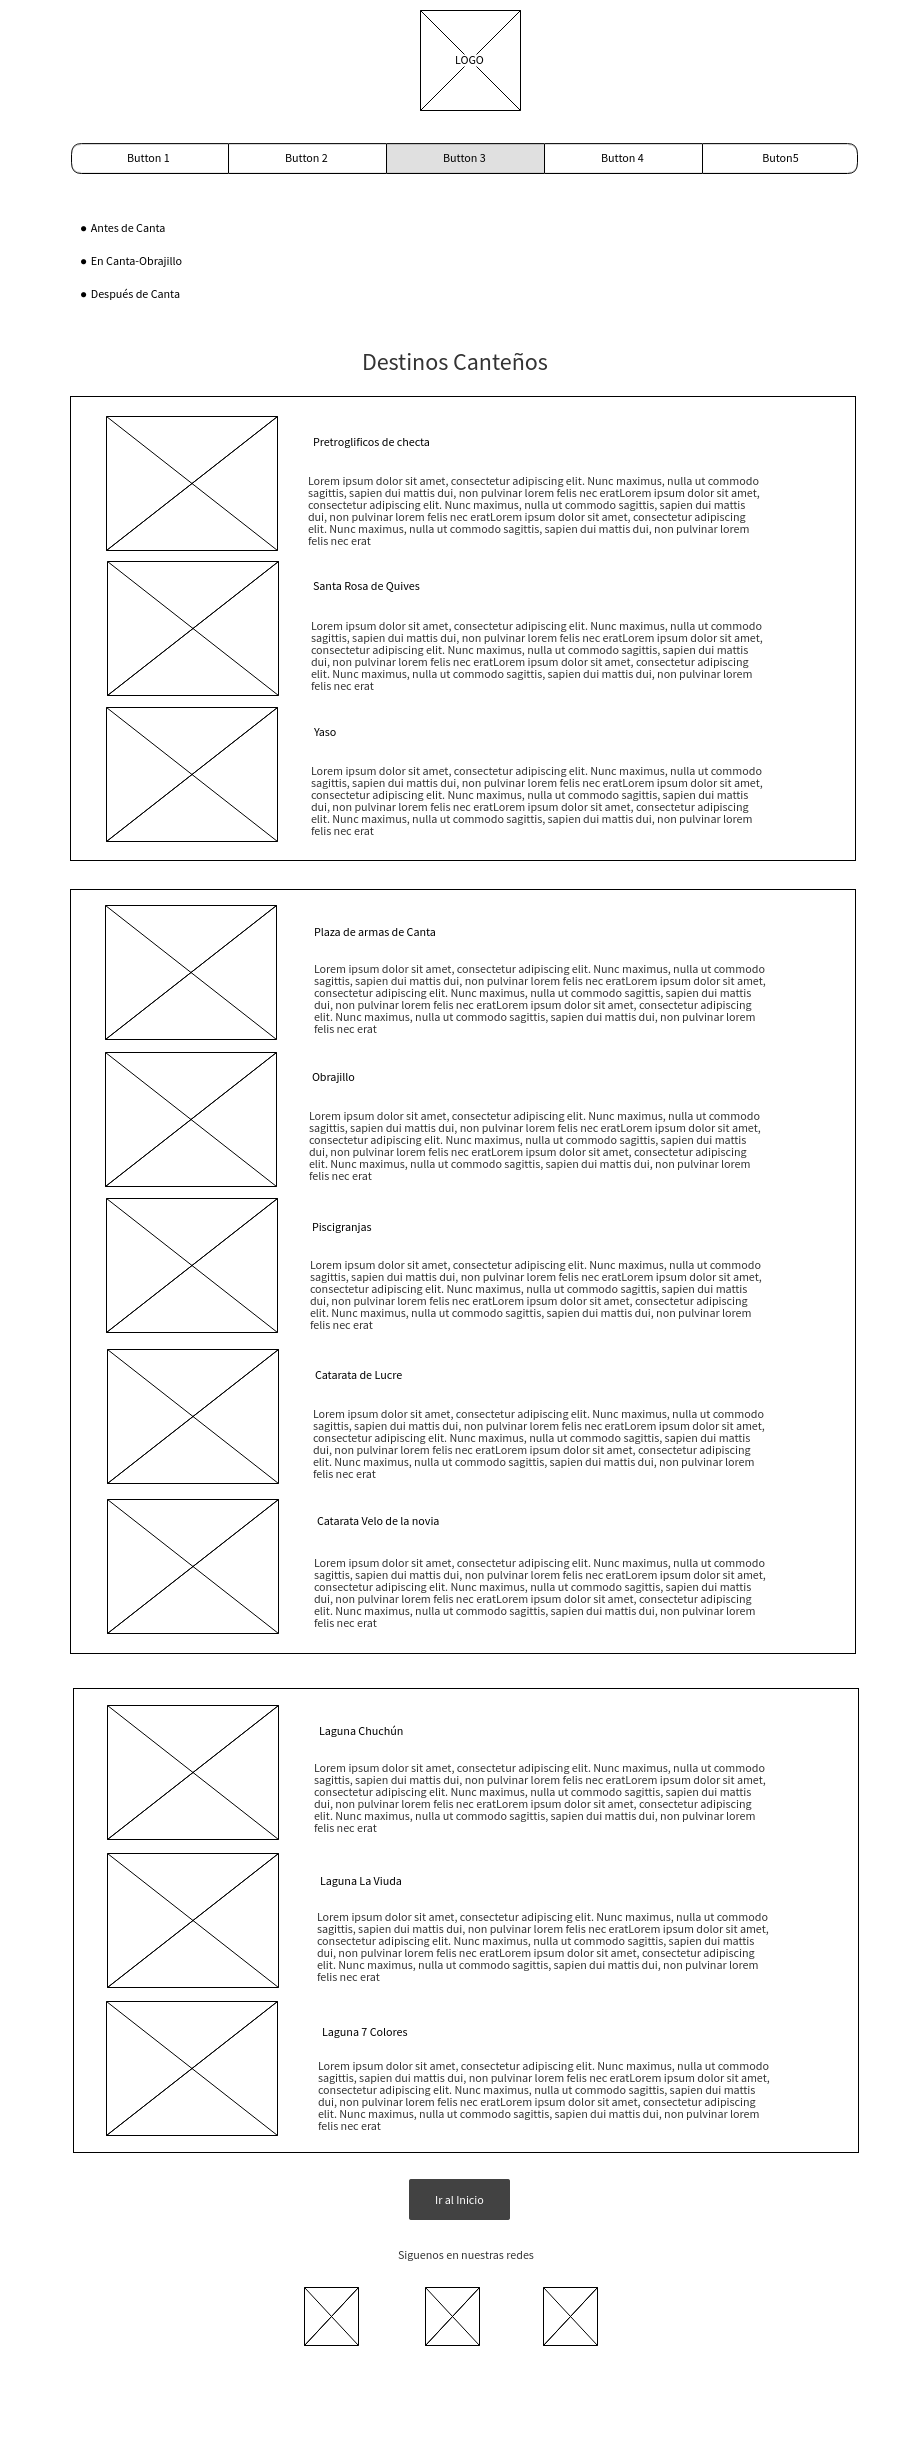 LOGO
Button 1 Button 2 Button 3 Button 4 Buton5
Antes de Canta
En Canta-Obrajillo
Después de Canta
Destinos Canteños
Pretroglificos de checta
Lorem ipsum dolor sit amet, consectetur adipiscing elit. Nunc maximus, nulla ut commodo
sagittis, sapien dui mattis dui, non pulvinar lorem felis nec eratLorem ipsum dolor sit amet,
consectetur adipiscing elit. Nunc maximus, nulla ut commodo sagittis, sapien dui mattis
dui, non pulvinar lorem felis nec eratLorem ipsum dolor sit amet, consectetur adipiscing
elit. Nunc maximus, nulla ut commodo sagittis, sapien dui mattis dui, non pulvinar lorem
felis nec erat
Santa Rosa de Quives
Lorem ipsum dolor sit amet, consectetur adipiscing elit. Nunc maximus, nulla ut commodo
sagittis, sapien dui mattis dui, non pulvinar lorem felis nec eratLorem ipsum dolor sit amet,
consectetur adipiscing elit. Nunc maximus, nulla ut commodo sagittis, sapien dui mattis
dui, non pulvinar lorem felis nec eratLorem ipsum dolor sit amet, consectetur adipiscing
elit. Nunc maximus, nulla ut commodo sagittis, sapien dui mattis dui, non pulvinar lorem
felis nec erat
Yaso
Lorem ipsum dolor sit amet, consectetur adipiscing elit. Nunc maximus, nulla ut commodo
sagittis, sapien dui mattis dui, non pulvinar lorem felis nec eratLorem ipsum dolor sit amet,
consectetur adipiscing elit. Nunc maximus, nulla ut commodo sagittis, sapien dui mattis
dui, non pulvinar lorem felis nec eratLorem ipsum dolor sit amet, consectetur adipiscing
elit. Nunc maximus, nulla ut commodo sagittis, sapien dui mattis dui, non pulvinar lorem
felis nec erat
Plaza de armas de Canta
Lorem ipsum dolor sit amet, consectetur adipiscing elit. Nunc maximus, nulla ut commodo
sagittis, sapien dui mattis dui, non pulvinar lorem felis nec eratLorem ipsum dolor sit amet,
consectetur adipiscing elit. Nunc maximus, nulla ut commodo sagittis, sapien dui mattis
dui, non pulvinar lorem felis nec eratLorem ipsum dolor sit amet, consectetur adipiscing
elit. Nunc maximus, nulla ut commodo sagittis, sapien dui mattis dui, non pulvinar lorem
felis nec erat
Obrajillo
Lorem ipsum dolor sit amet, consectetur adipiscing elit. Nunc maximus, nulla ut commodo
sagittis, sapien dui mattis dui, non pulvinar lorem felis nec eratLorem ipsum dolor sit amet,
consectetur adipiscing elit. Nunc maximus, nulla ut commodo sagittis, sapien dui mattis
dui, non pulvinar lorem felis nec eratLorem ipsum dolor sit amet, consectetur adipiscing
elit. Nunc maximus, nulla ut commodo sagittis, sapien dui mattis dui, non pulvinar lorem
felis nec erat
Piscigranjas
Lorem ipsum dolor sit amet, consectetur adipiscing elit. Nunc maximus, nulla ut commodo
sagittis, sapien dui mattis dui, non pulvinar lorem felis nec eratLorem ipsum dolor sit amet,
consectetur adipiscing elit. Nunc maximus, nulla ut commodo sagittis, sapien dui mattis
dui, non pulvinar lorem felis nec eratLorem ipsum dolor sit amet, consectetur adipiscing
elit. Nunc maximus, nulla ut commodo sagittis, sapien dui mattis dui, non pulvinar lorem
felis nec erat
Catarata de Lucre
Lorem ipsum dolor sit amet, consectetur adipiscing elit. Nunc maximus, nulla ut commodo
sagittis, sapien dui mattis dui, non pulvinar lorem felis nec eratLorem ipsum dolor sit amet,
consectetur adipiscing elit. Nunc maximus, nulla ut commodo sagittis, sapien dui mattis
dui, non pulvinar lorem felis nec eratLorem ipsum dolor sit amet, consectetur adipiscing
elit. Nunc maximus, nulla ut commodo sagittis, sapien dui mattis dui, non pulvinar lorem
felis nec erat
Catarata Velo de la novia
Lorem ipsum dolor sit amet, consectetur adipiscing elit. Nunc maximus, nulla ut commodo
sagittis, sapien dui mattis dui, non pulvinar lorem felis nec eratLorem ipsum dolor sit amet,
consectetur adipiscing elit. Nunc maximus, nulla ut commodo sagittis, sapien dui mattis
dui, non pulvinar lorem felis nec eratLorem ipsum dolor sit amet, consectetur adipiscing
elit. Nunc maximus, nulla ut commodo sagittis, sapien dui mattis dui, non pulvinar lorem
felis nec erat
Laguna Chuchún
Lorem ipsum dolor sit amet, consectetur adipiscing elit. Nunc maximus, nulla ut commodo
sagittis, sapien dui mattis dui, non pulvinar lorem felis nec eratLorem ipsum dolor sit amet,
consectetur adipiscing elit. Nunc maximus, nulla ut commodo sagittis, sapien dui mattis
dui, non pulvinar lorem felis nec eratLorem ipsum dolor sit amet, consectetur adipiscing
elit. Nunc maximus, nulla ut commodo sagittis, sapien dui mattis dui, non pulvinar lorem
felis nec erat
Laguna La Viuda
Lorem ipsum dolor sit amet, consectetur adipiscing elit. Nunc maximus, nulla ut commodo
sagittis, sapien dui mattis dui, non pulvinar lorem felis nec eratLorem ipsum dolor sit amet,
consectetur adipiscing elit. Nunc maximus, nulla ut commodo sagittis, sapien dui mattis
dui, non pulvinar lorem felis nec eratLorem ipsum dolor sit amet, consectetur adipiscing
elit. Nunc maximus, nulla ut commodo sagittis, sapien dui mattis dui, non pulvinar lorem
felis nec erat
Laguna 7 Colores
Lorem ipsum dolor sit amet, consectetur adipiscing elit. Nunc maximus, nulla ut commodo
sagittis, sapien dui mattis dui, non pulvinar lorem felis nec eratLorem ipsum dolor sit amet,
consectetur adipiscing elit. Nunc maximus, nulla ut commodo sagittis, sapien dui mattis
dui, non pulvinar lorem felis nec eratLorem ipsum dolor sit amet, consectetur adipiscing
elit. Nunc maximus, nulla ut commodo sagittis, sapien dui mattis dui, non pulvinar lorem
felis nec erat
Ir al Inicio
Siguenos en nuestras redes